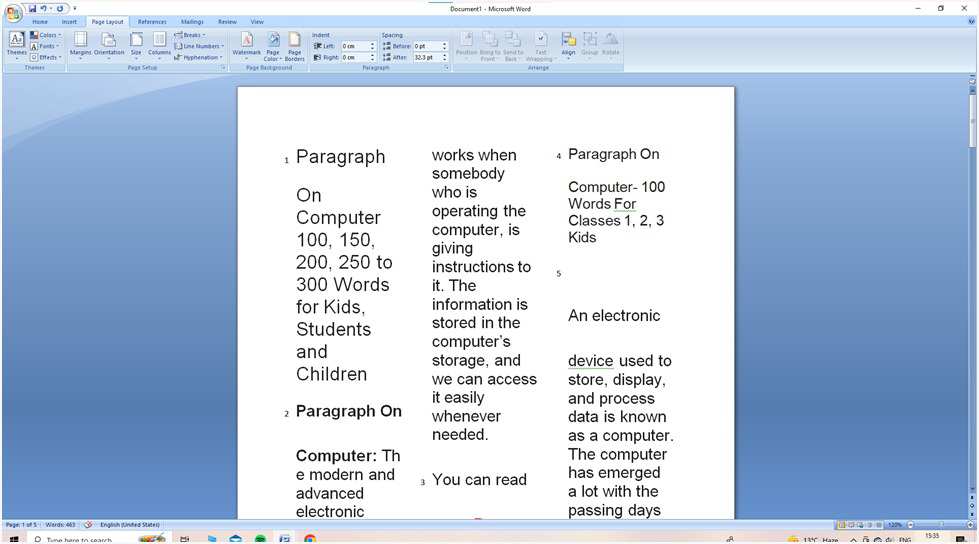 Document1 - Microsoft Word
Home Insert Page Layout References Mailings Review View
Themes
Colors
Fonts
Effects
Themes
Margins Orientation Size Columns
Breaks
Line Numbers
Hyphenation
Page Setup
Watermark Page Color Page Borders
Page Background
Indent
Left: 0 cm
Right: 0 cm
Spacing
Before: 0 pt
After: 32.3 pt
Paragraph
Position Bring to Front Send to Back Text Wrapping Align Group Rotate
Arrange
1 Paragraph
On
Computer
100, 150,
200, 250 to
300 Words
for Kids,
Students
and
Children
2 Paragraph On
Computer: Th
e modern and
advanced
electronic
works when
somebody
who is
operating the
computer, is
giving
instructions to
it. The
information is
stored in the
computer’s
storage, and
we can access
it easily
whenever
needed.
3 You can read
4 Paragraph On
Computer- 100
Words For
Classes 1, 2, 3
Kids
5
An electronic
device used to
store, display,
and process
data is known
as a computer.
The computer
has emerged
a lot with the
passing days
Page: 1 of 5 Words: 463 English (United States) 120%
Type here to search 13°C Haze ENG 15:35